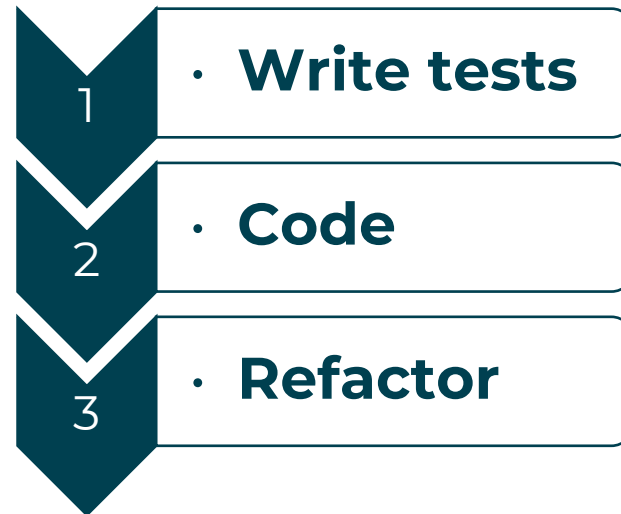 1
• Write tests
2
• Code
3
• Refactor